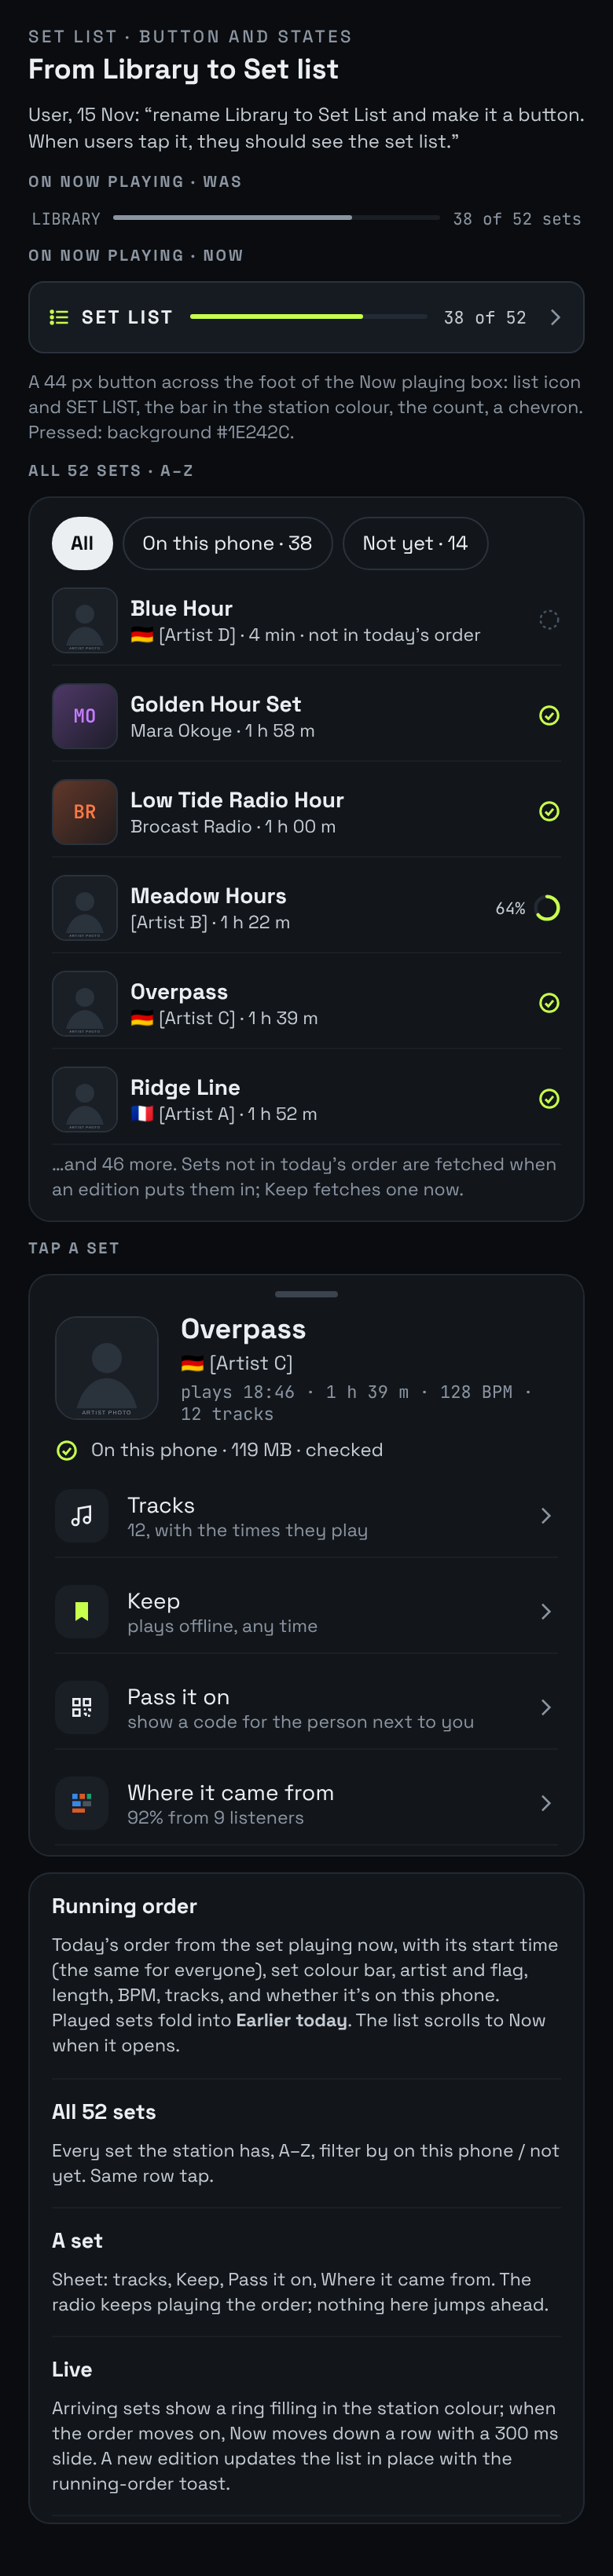 SET LIST · BUTTON AND STATES
From Library to Set list
User, 15 Nov: “rename Library to Set List and make it a button.
When users tap it, they should see the set list.”
ON NOW PLAYING · WAS
LIBRARY 38 of 52 sets
ON NOW PLAYING · NOW
SET LIST 38 of 52
A 44 px button across the foot of the Now playing box: list icon
and SET LIST, the bar in the station colour, the count, a chevron.
Pressed: background #1E242C.
ALL 52 SETS · A–Z
All On this phone · 38 Not yet · 14
Blue Hour
[Artist D] · 4 min · not in today’s order
ARTIST PHOTO
MO
Golden Hour Set
Mara Okoye · 1 h 58 m
BR
Low Tide Radio Hour
Brocast Radio · 1 h 00 m
Meadow Hours
[Artist B] · 1 h 22 m
64%
ARTIST PHOTO
Overpass
[Artist C] · 1 h 39 m
ARTIST PHOTO
Ridge Line
[Artist A] · 1 h 52 m
ARTIST PHOTO
…and 46 more. Sets not in today’s order are fetched when
an edition puts them in; Keep fetches one now.
TAP A SET
Overpass
[Artist C]
plays 18:46 · 1 h 39 m · 128 BPM ·
12 tracks
ARTIST PHOTO
On this phone · 119 MB · checked
Tracks
12, with the times they play
Keep
plays offline, any time
Pass it on
show a code for the person next to you
Where it came from
92% from 9 listeners
Running order
Today’s order from the set playing now, with its start time
(the same for everyone), set colour bar, artist and flag,
length, BPM, tracks, and whether it’s on this phone.
Played sets fold into Earlier today. The list scrolls to Now
when it opens.
All 52 sets
Every set the station has, A–Z, filter by on this phone / not
yet. Same row tap.
A set
Sheet: tracks, Keep, Pass it on, Where it came from. The
radio keeps playing the order; nothing here jumps ahead.
Live
Arriving sets show a ring filling in the station colour; when
the order moves on, Now moves down a row with a 300 ms
slide. A new edition updates the list in place with the
running-order toast.